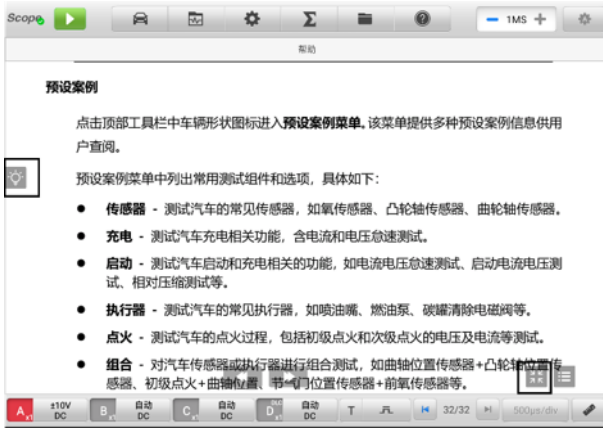 Scope
1MS
帮助
预设案例
点击顶部工具栏中车辆形状图标进入预设案例菜单。该菜单提供多种预设案例信息供用
户查阅。
预设案例菜单中列出常用测试组件和选项，具体如下：
● 传感器 - 测试汽车的常见传感器，如氧传感器、凸轮轴传感器、曲轮轴传感器。
● 充电 - 测试汽车充电相关功能，含电流和电压怠速测试。
● 启动 - 测试汽车启动和充电相关的功能，如电流电压怠速测试、启动电流电压测
试、相对压缩测试等。
● 执行器 - 测试汽车的常见执行器，如喷油嘴、燃油泵、碳罐清除电磁阀等。
● 点火 - 测试汽车的点火过程，包括初级点火和次级点火的电压及电流等测试。
● 组合 - 对汽车传感器或执行器进行组合测试，如曲轴位置传感器+凸轮轴位置传
感器、初级点火+曲轴位置、节气门位置传感器+前氧传感器等。
A x1 ±10V DC B x1 自动 DC C x1 自动 DC D DLC x1 自动 DC T 32/32 500μs/div